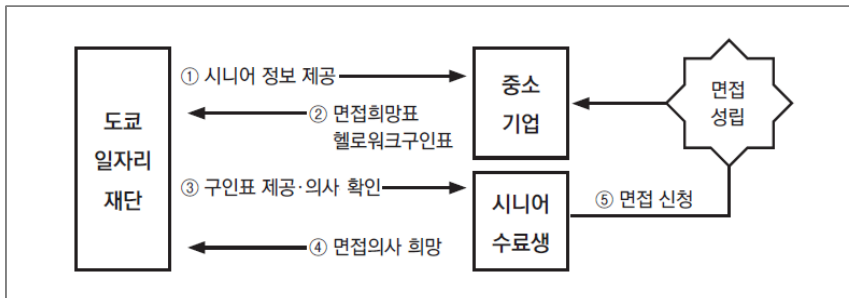 도쿄
일자리
재단
① 시니어 정보 제공
② 면접희망표
헬로워크구인표
③ 구인표 제공·의사 확인
④ 면접의사 희망
중소
기업
시니어
수료생
⑤ 면접 신청
면접
성립